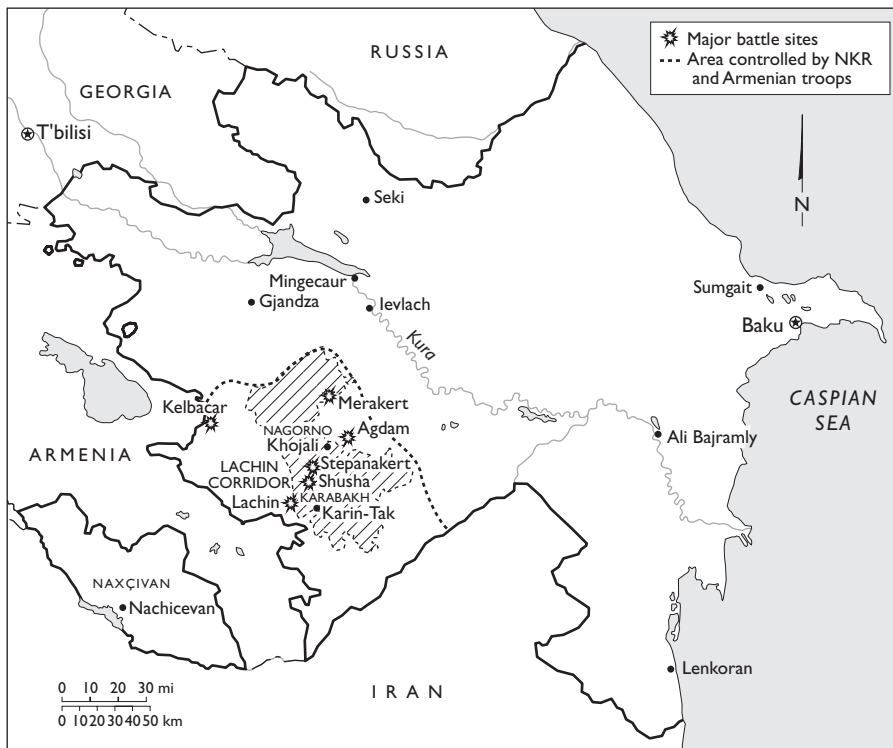 Major battle sites
Area controlled by NKR
and Armenian troops
RUSSIA
GEORGIA
T'bilisi
N
Seki
Mingecaur
Gjandza
Ievlach
Sumgait
Baku
Kura
Kelbacar
Merakert
CASPIAN
SEA
NAGORNO
Agdam
Khojali
Ali Bajramly
ARMENIA
Stepanakert
LACHIN
CORRIDOR
Shusha
Lachin
KARABAKH
Karin-Tak
NAXÇIVAN
Nachicevan
Lenkoran
0 10 20 30 mi
0 10 20 30 40 50 km
IRAN